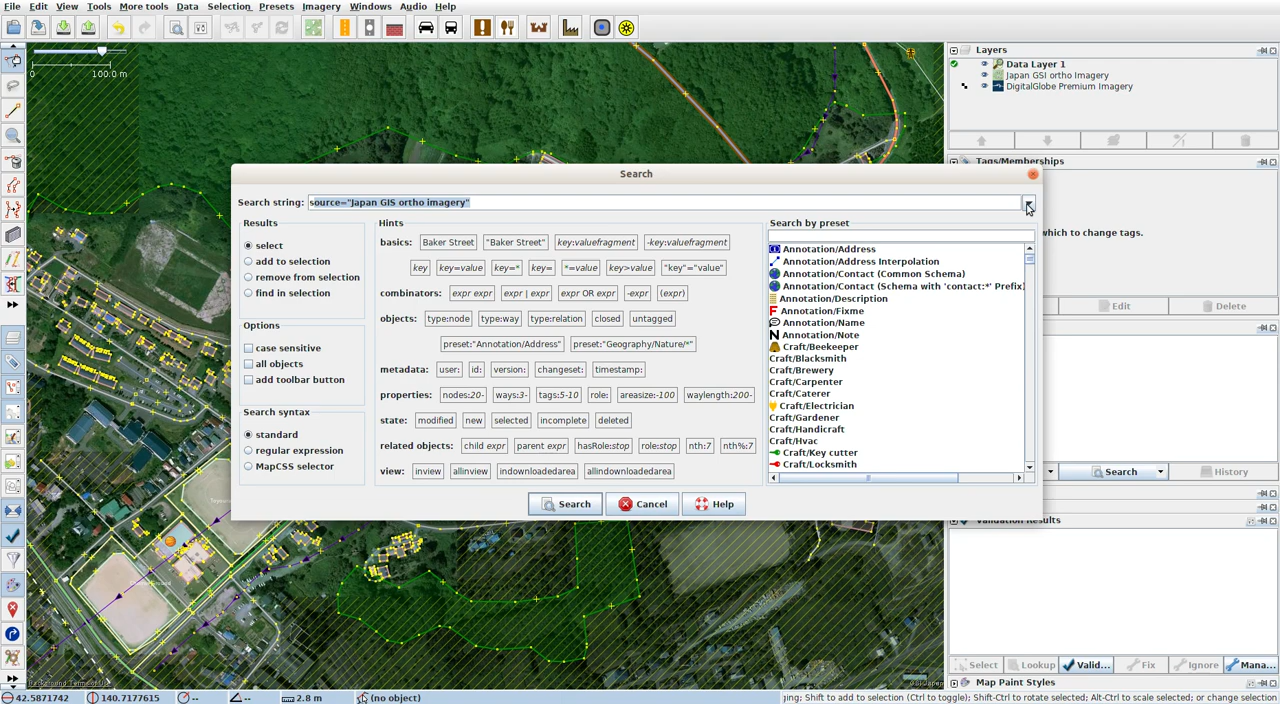 File Edit View Tools More tools Data Selection Presets Imagery Windows Audio Help
0 100.0 m
Layers
Data Layer 1
Japan GSI ortho Imagery
DigitalGlobe Premium Imagery
Tags/Memberships
Search
Search string: source="Japan GIS ortho imagery"
Results
select
add to selection
remove from selection
find in selection
Options
case sensitive
all objects
add toolbar button
Search syntax
standard
regular expression
MapCSS selector
Hints
basics: Baker Street "Baker Street" key:valuefragment -key:valuefragment
key key=value key=* key= *=value key>value "key"="value"
combinators: expr expr expr | expr expr OR expr -expr (expr)
objects: type:node type:way type:relation closed untagged
preset:"Annotation/Address" preset:"Geography/Nature/*"
metadata: user: id: version: changeset: timestamp:
properties: nodes:20- ways:3- tags:5-10 role: areasize:-100 waylength:200-
state: modified new selected incomplete deleted
related objects: child expr parent expr hasRole:stop role:stop nth:7 nth%:7
view: inview allinview indownloadedarea allindownloadedarea
Search by preset
Annotation/Address
Annotation/Address Interpolation
Annotation/Contact (Common Schema)
Annotation/Contact (Schema with 'contact:*' Prefix)
Annotation/Description
Annotation/Fixme
Annotation/Name
Annotation/Note
Craft/Beekeeper
Craft/Blacksmith
Craft/Brewery
Craft/Carpenter
Craft/Caterer
Craft/Electrician
Craft/Gardener
Craft/Handicraft
Craft/Hvac
Craft/Key cutter
Craft/Locksmith
Search Cancel Help
which to change tags.
Edit Delete
Search History
Validation Results
Select Lookup Valid... Fix Ignore Mana...
Map Paint Styles
Background Terms of Use
42.5871742 140.7177615 -- -- 2.8 m (no object)
jing; Shift to add to selection (Ctrl to toggle); Shift-Ctrl to rotate selected; Alt-Ctrl to scale selected; or change selection